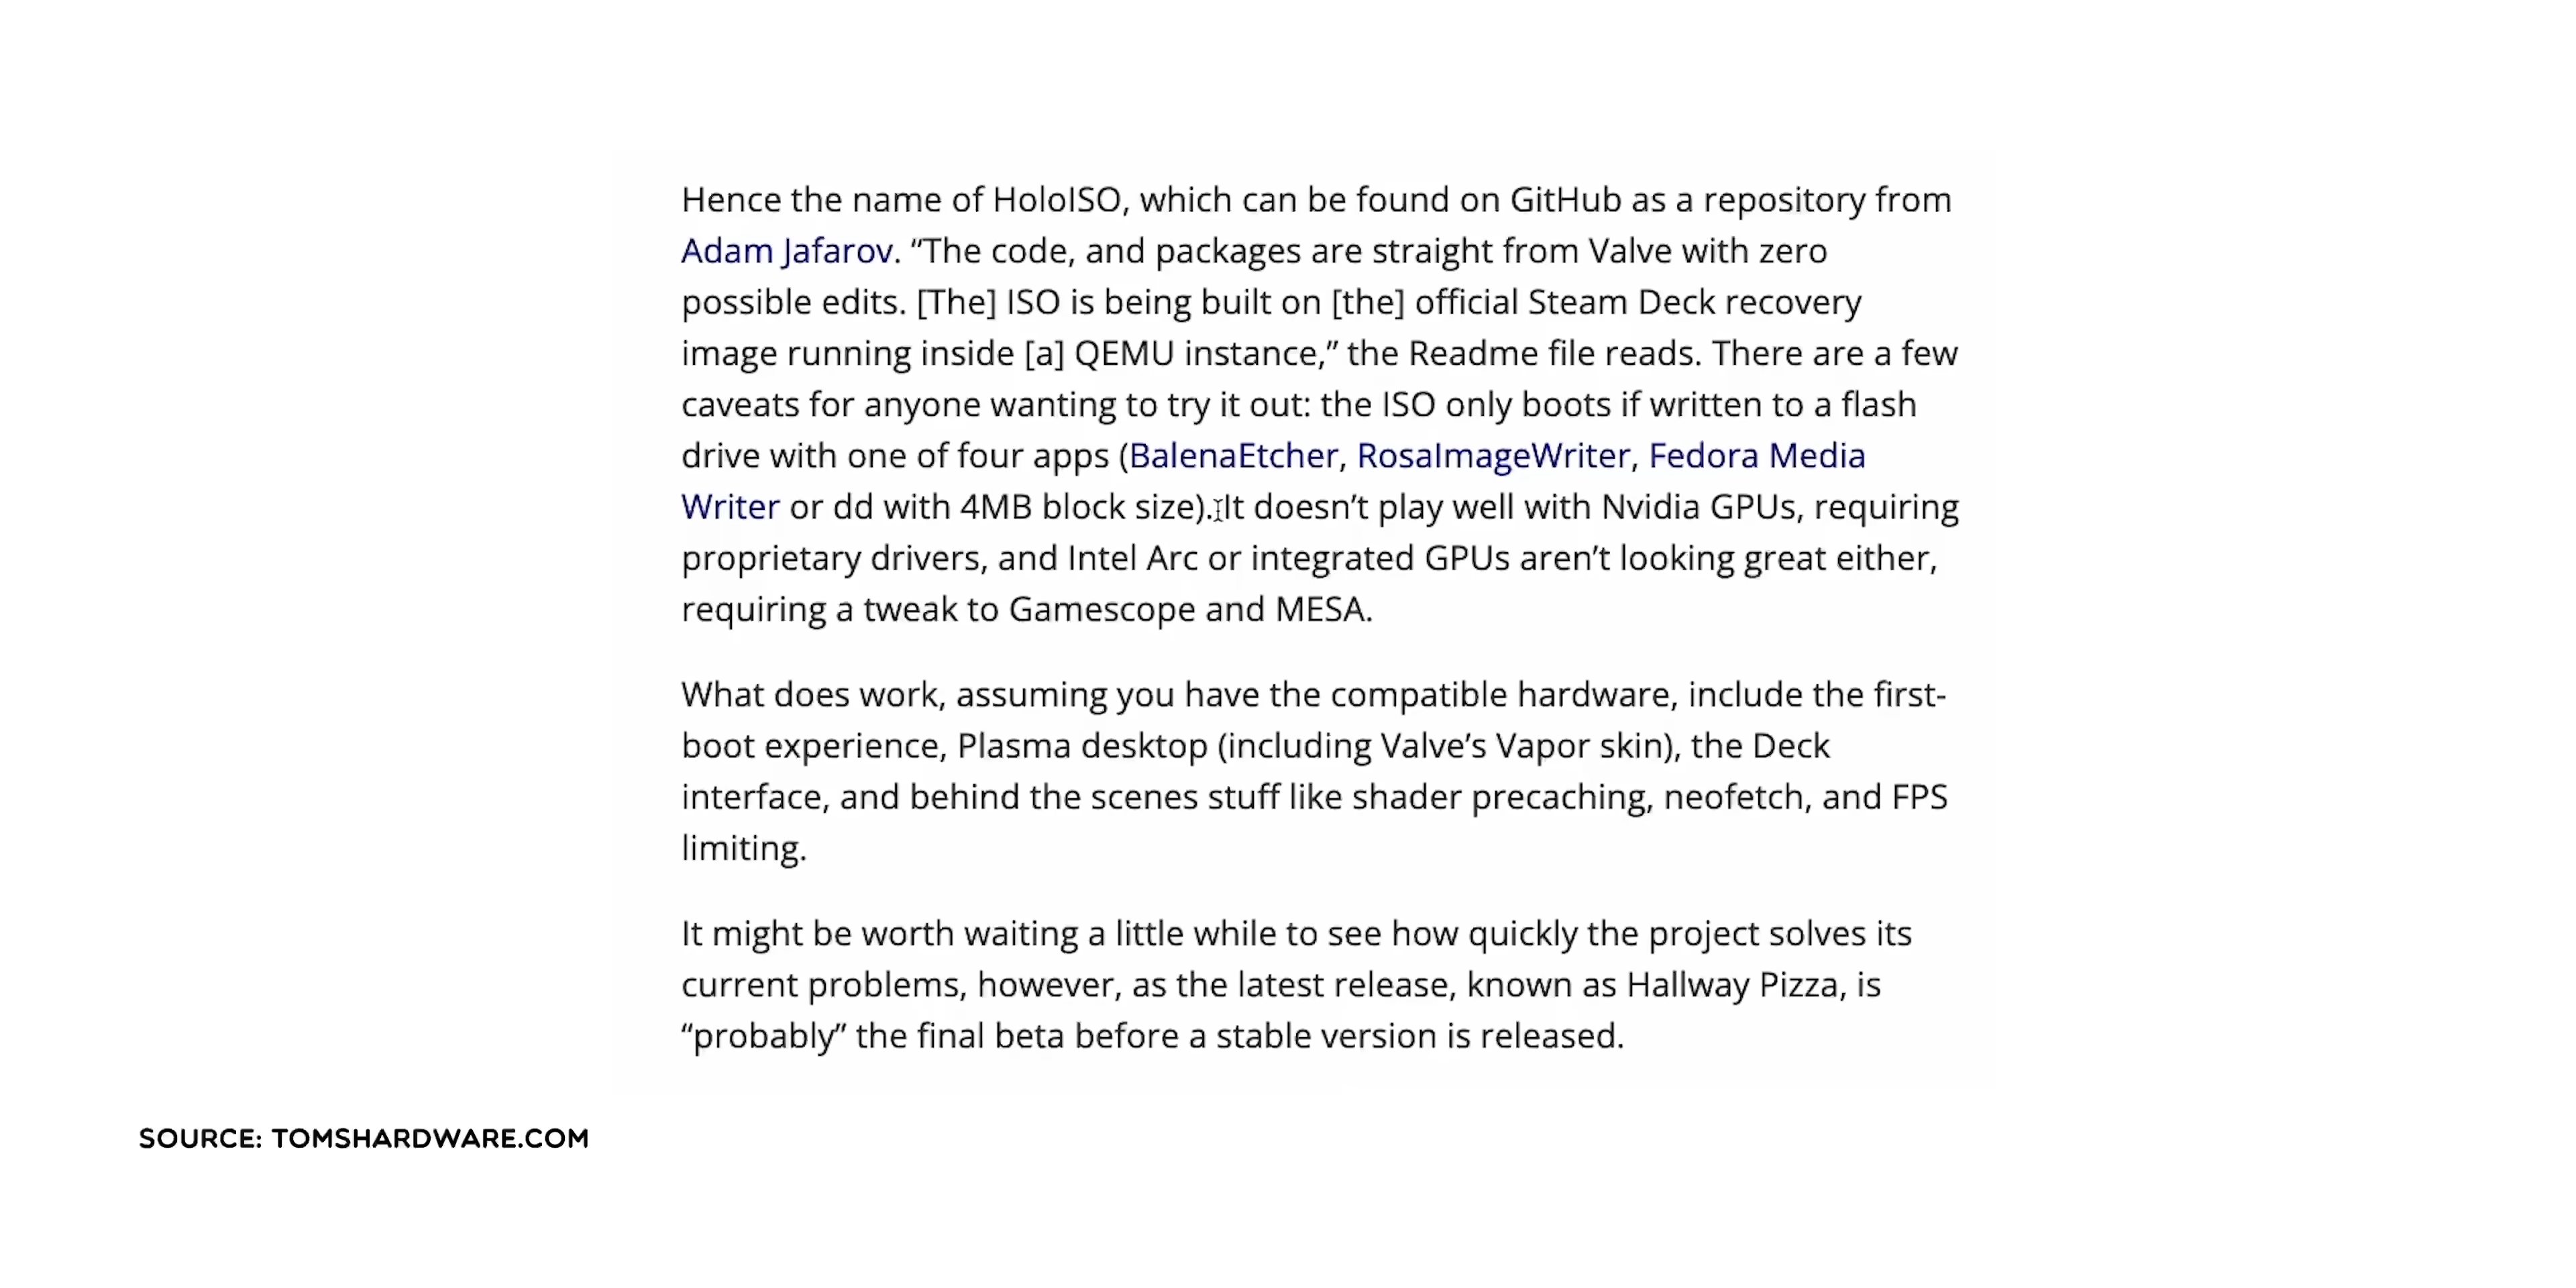 Hence the name of HoloISO, which can be found on GitHub as a repository from
Adam Jafarov. “The code, and packages are straight from Valve with zero
possible edits. [The] ISO is being built on [the] official Steam Deck recovery
image running inside [a] QEMU instance,” the Readme file reads. There are a few
caveats for anyone wanting to try it out: the ISO only boots if written to a flash
drive with one of four apps (BalenaEtcher, RosaImageWriter, Fedora Media
Writer or dd with 4MB block size). It doesn’t play well with Nvidia GPUs, requiring
proprietary drivers, and Intel Arc or integrated GPUs aren’t looking great either,
requiring a tweak to Gamescope and MESA.
What does work, assuming you have the compatible hardware, include the first-
boot experience, Plasma desktop (including Valve’s Vapor skin), the Deck
interface, and behind the scenes stuff like shader precaching, neofetch, and FPS
limiting.
It might be worth waiting a little while to see how quickly the project solves its
current problems, however, as the latest release, known as Hallway Pizza, is
“probably” the final beta before a stable version is released.
SOURCE: TOMSHARDWARE.COM